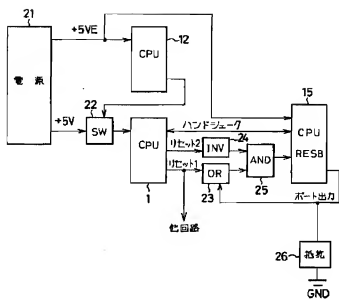 21
+5VE
12
15
電源
CPU
+5V
22
SW
CPU
ハンドシェーク
24
リセット2
INV
AND
CPU
RESB
リセット1
OR
23
25
1
ポート出力
他回路
26
抵抗
GND